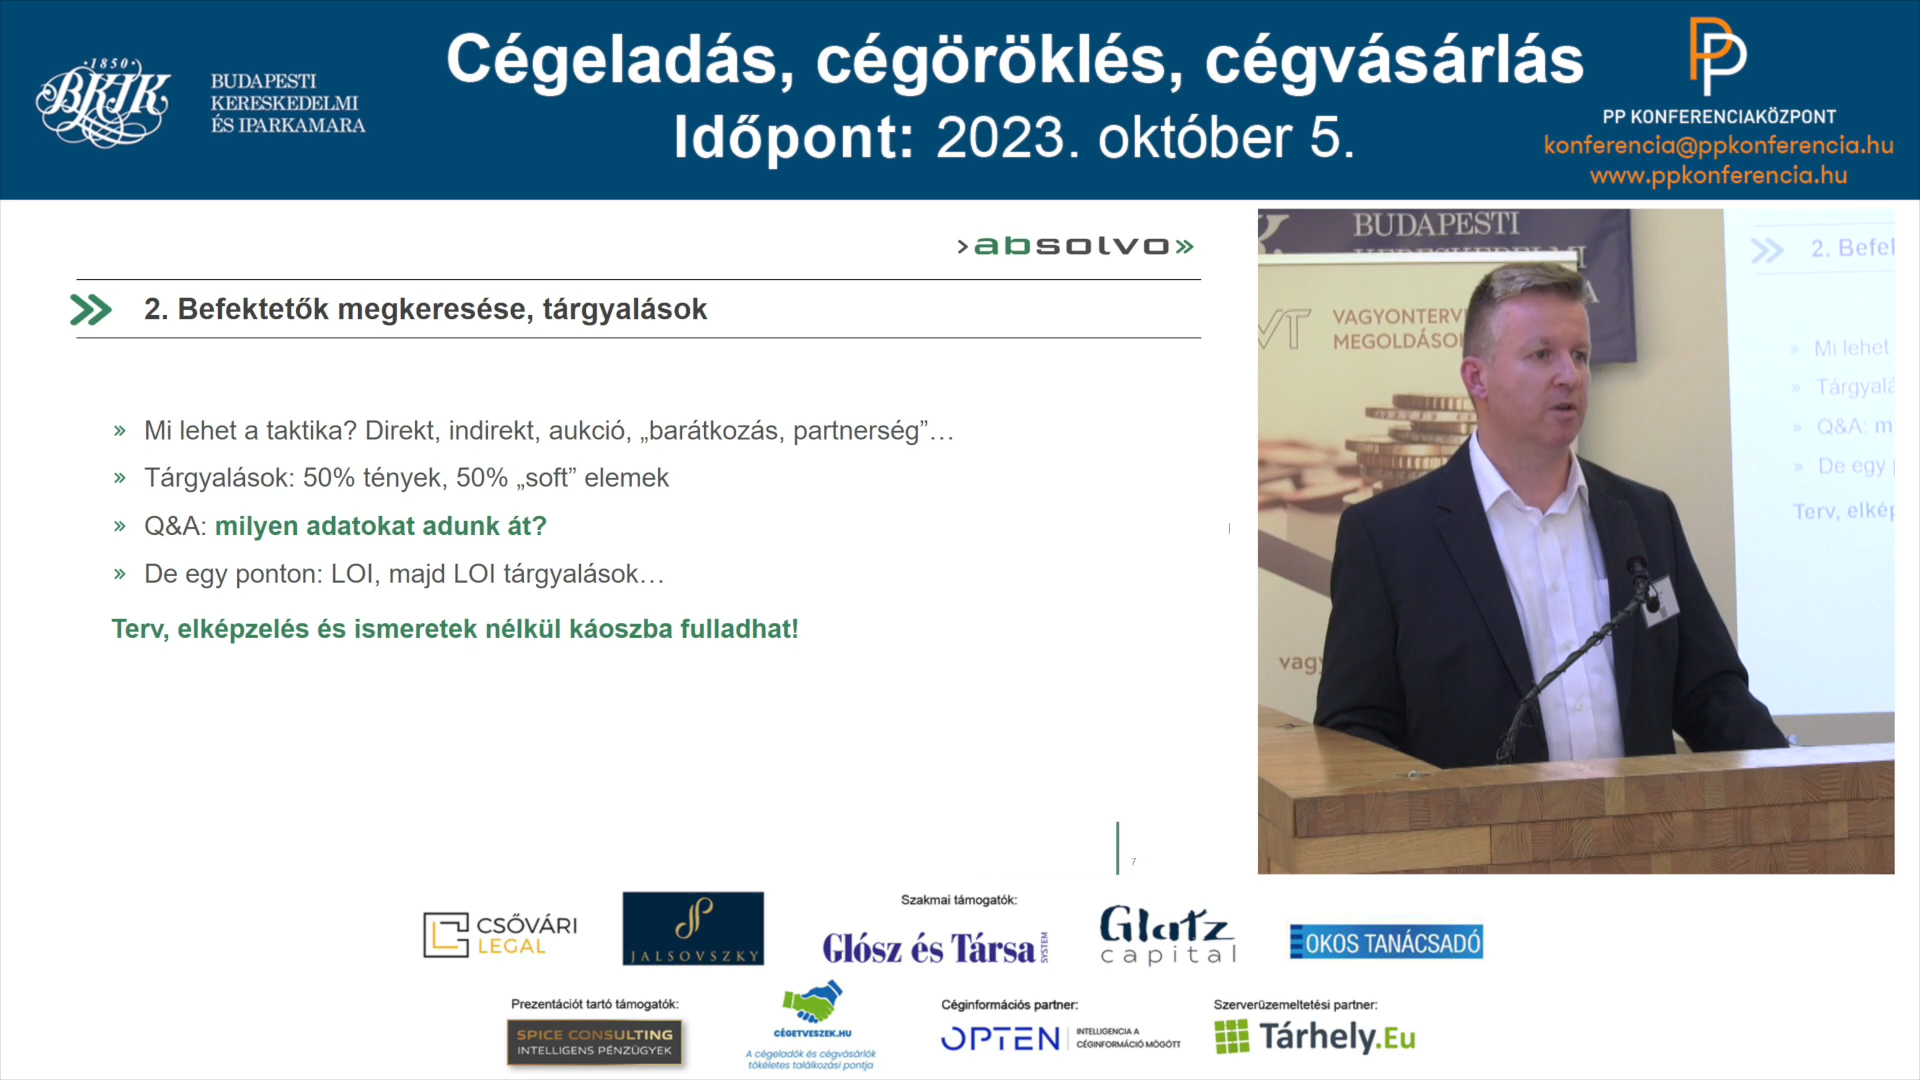 Cégeladás, cégöröklés, cégvásárlás
Időpont: 2023. október 5.
·1850·
BKIK
BUDAPESTI
KERESKEDELMI
ÉS IPARKAMARA
PP
PP KONFERENCIAKÖZPONT
konferencia@ppkonferencia.hu
www.ppkonferencia.hu
›absolvo»
2. Befektetők megkeresése, tárgyalások
» Mi lehet a taktika? Direkt, indirekt, aukció, „barátkozás, partnerség”…
» Tárgyalások: 50% tények, 50% „soft” elemek
» Q&A: milyen adatokat adunk át?
» De egy ponton: LOI, majd LOI tárgyalások…
Terv, elképzelés és ismeretek nélkül káoszba fulladhat!
7
BUDAPESTI
KERESKEDELMI
VT
VAGYONTERV
MEGOLDÁSO
vagy
» 2. Befe
» Mi lehet
» Tárgyal
» Q&A: m
» De egy
Terv, elké
CSŐVÁRI
LEGAL
JALSOVSZKY
Szakmai támogatók:
Glósz és Társa
SYSTEM
Glatz
capital
OKOS TANÁCSADÓ
Prezentációt tartó támogatók:
SPICE CONSULTING
INTELLIGENS PÉNZÜGYEK
CÉGETVESZEK.HU
A cégeladók és cégvásárlók
tökéletes találkozási pontja
Céginformációs partner:
OPTEN
INTELLIGENCIA A
CÉGINFORMÁCIÓ MÖGÖTT
Szerverüzemeltetési partner:
Tárhely.Eu